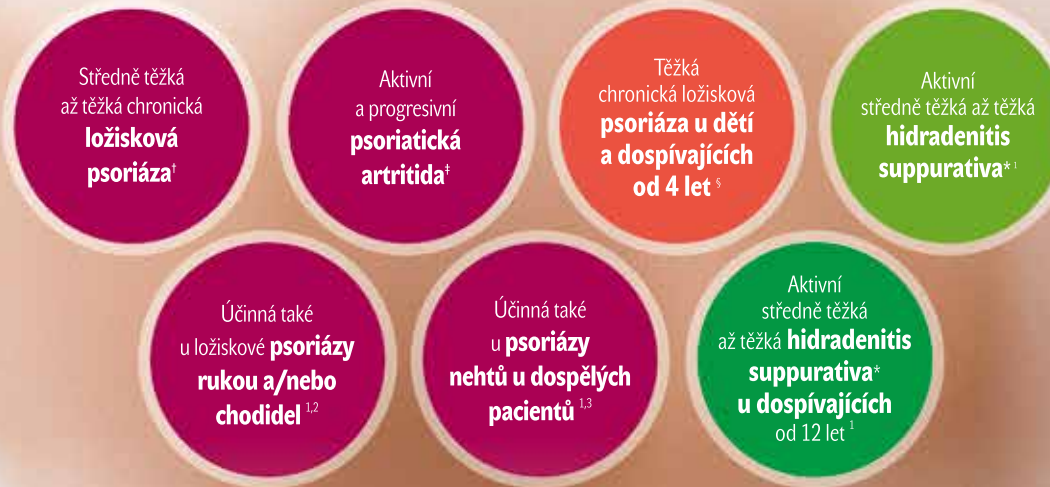 Středně těžká
až těžká chronická
ložisková
psoriáza†
Aktivní
a progresivní
psoriatická
artritida‡
Těžká
chronická ložisková
psoriáza u dětí
a dospívajících
od 4 let §
Aktivní
středně těžká až těžká
hidradenitis
suppurativa* 1
Účinná také
u ložiskové psoriázy
rukou a/nebo
chodidel 1,2
Účinná také
u psoriázy
nehtů u dospělých
pacientů 1,3
Aktivní
středně těžká
až těžká hidradenitis
suppurativa*
u dospívajících
od 12 let 1